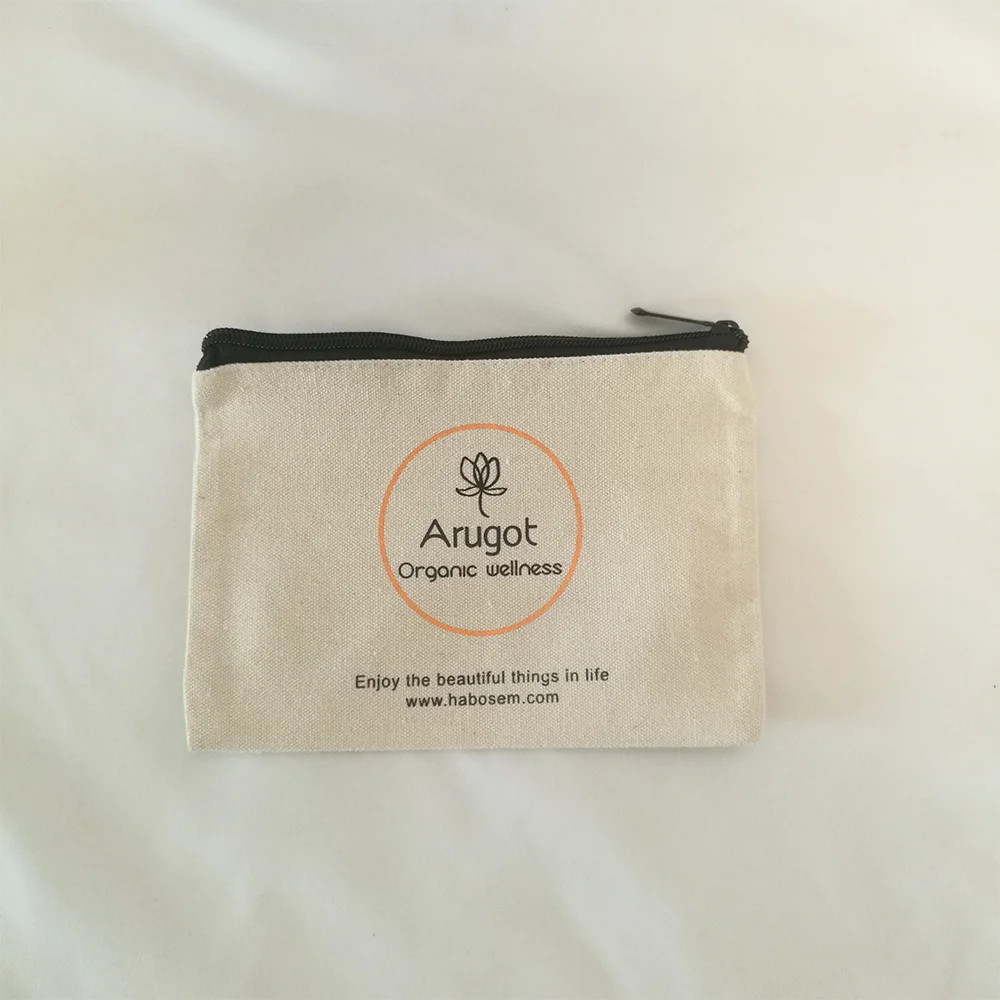 Arugot
Organic wellness
Enjoy the beautiful things in life
www.habosem.com